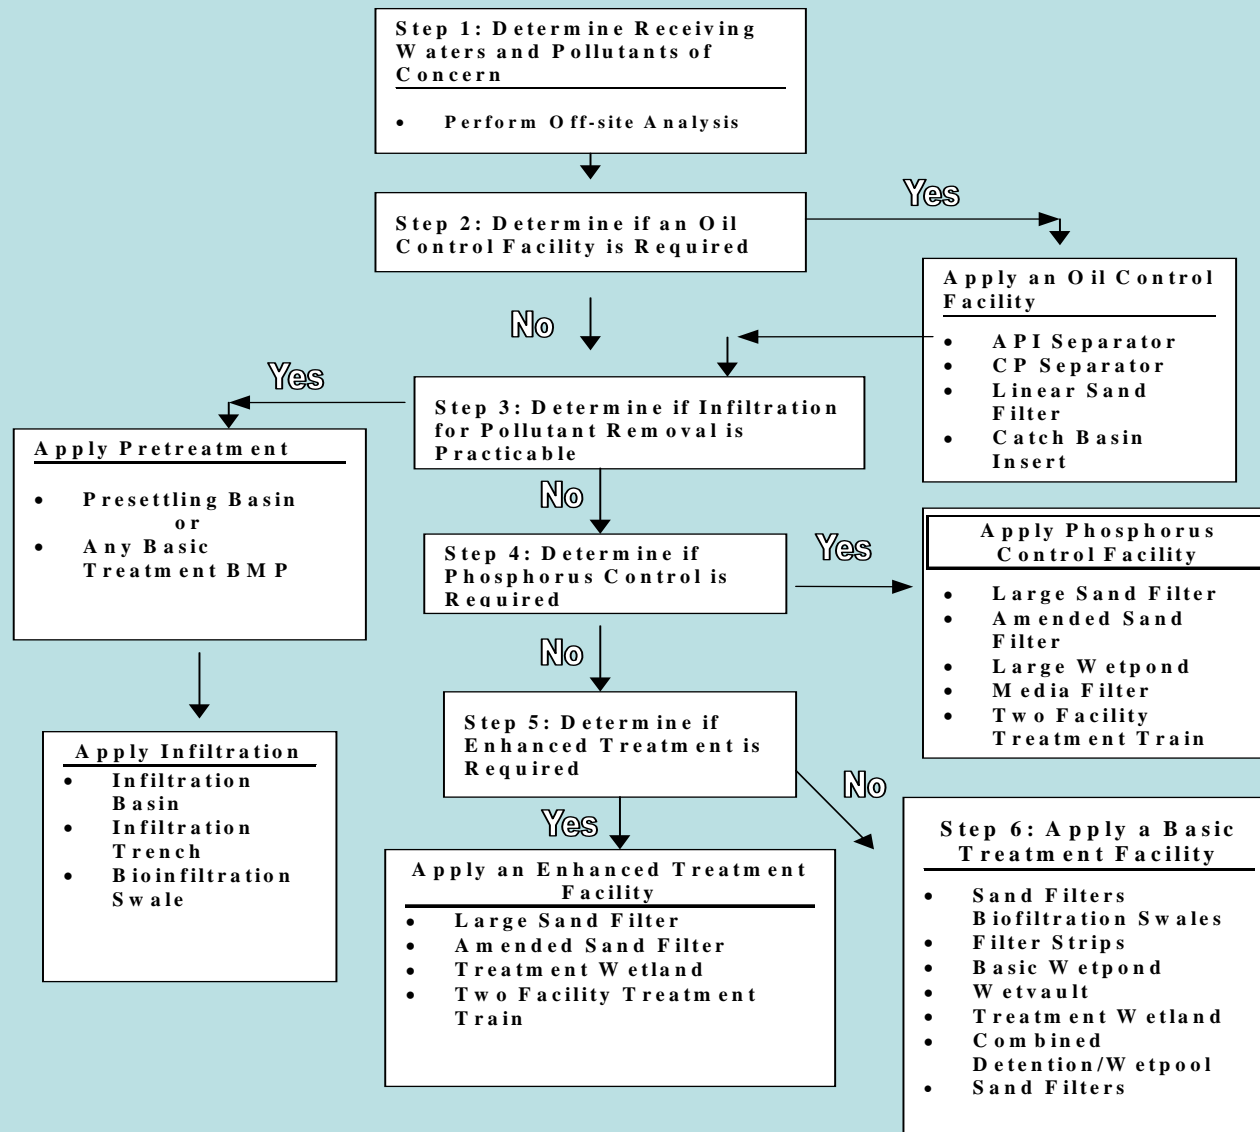 Step 1: Determine Receiving
Waters and Pollutants of
Concern
• Perform Off-site Analysis
Yes
Step 2: Determine if an Oil
Control Facility is Required
Apply an Oil Control
Facility
• API Separator
• CP Separator
• Linear Sand
Filter
• Catch Basin
Insert
No
Yes
Step 3: Determine if Infiltration
for Pollutant Removal is
Practicable
Apply Pretreatment
• Presettling Basin
or
• Any Basic
Treatment BMP
No
Step 4: Determine if
Phosphorus Control is
Required
Yes
Apply Phosphorus
Control Facility
• Large Sand Filter
• Amended Sand
Filter
• Large Wetpond
• Media Filter
• Two Facility
Treatment Train
No
Step 5: Determine if
Enhanced Treatment is
Required
Apply Infiltration
• Infiltration
Basin
• Infiltration
Trench
• Bioinfiltration
Swale
No
Yes
Apply an Enhanced Treatment
Facility
• Large Sand Filter
• Amended Sand Filter
• Treatment Wetland
• Two Facility Treatment
Train
Step 6: Apply a Basic
Treatment Facility
• Sand Filters
Biofiltration Swales
• Filter Strips
• Basic Wetpond
• Wetvault
• Treatment Wetland
• Combined
Detention/Wetpool
• Sand Filters